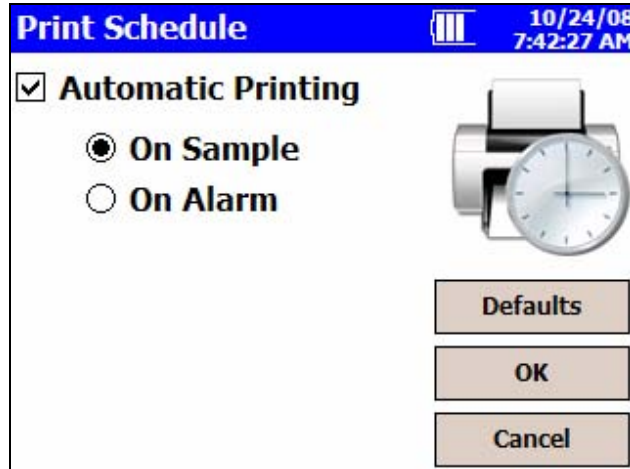 Print Schedule
10/24/08
7:42:27 AM
Automatic Printing
On Sample
On Alarm
Defaults
OK
Cancel